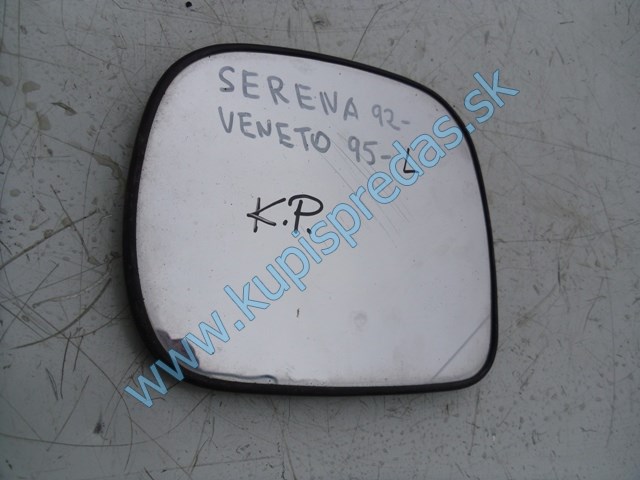 SERENA 92-
VENETO 95- L
K.P.
www.kupispredas.sk